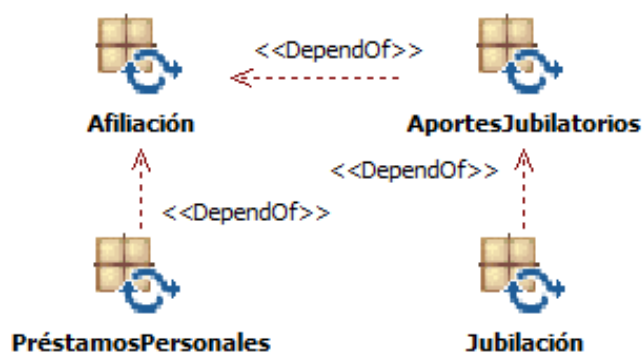 <<DependOf>>
Afiliación
AportesJubilatorios
<<DependOf>>
<<DependOf>>
PréstamosPersonales
Jubilación